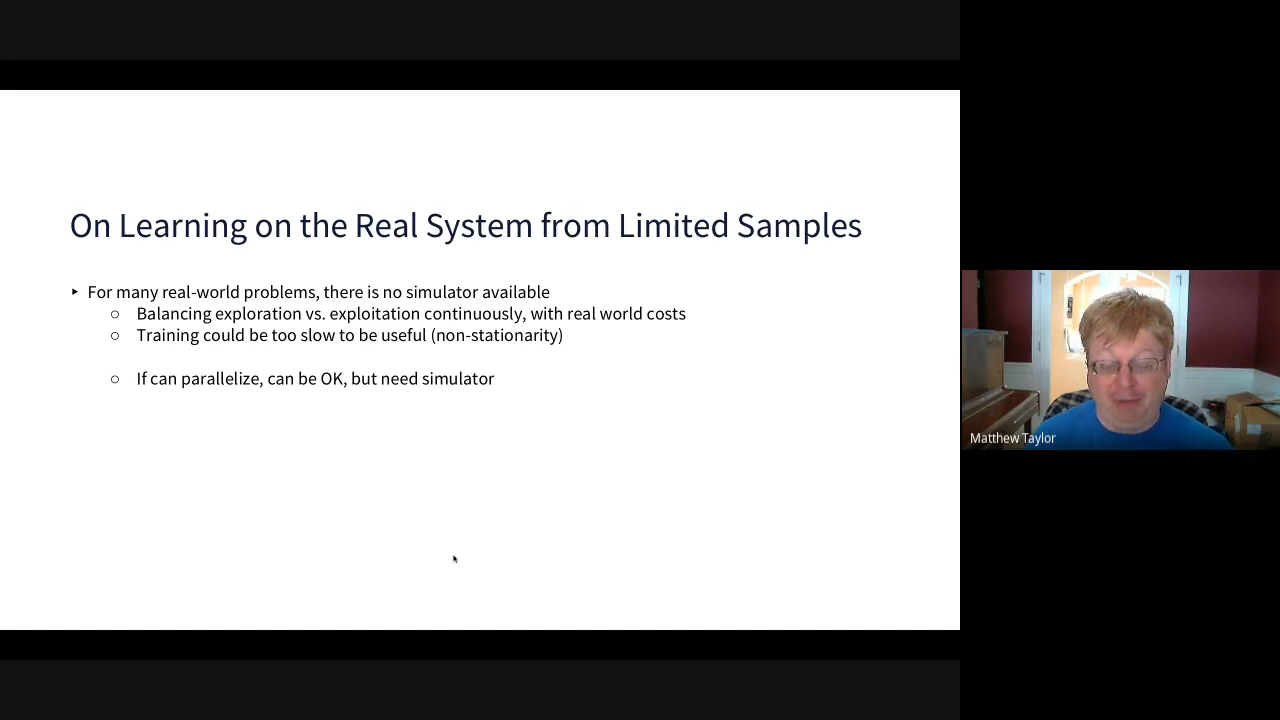 On Learning on the Real System from Limited Samples
‣ For many real-world problems, there is no simulator available
○ Balancing exploration vs. exploitation continuously, with real world costs
○ Training could be too slow to be useful (non-stationarity)
○ If can parallelize, can be OK, but need simulator
Matthew Taylor